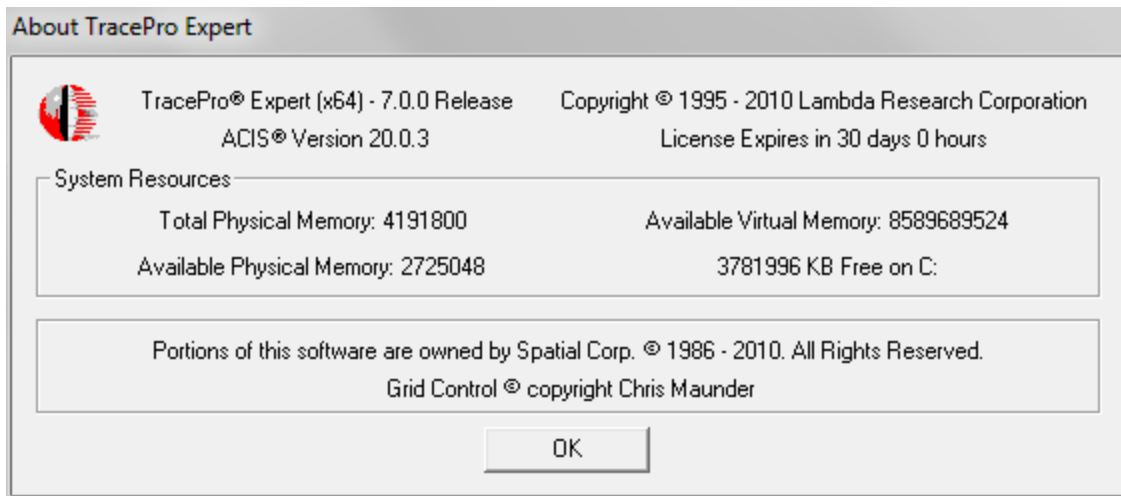 About TracePro Expert
TracePro® Expert (x64) - 7.0.0 Release
ACIS® Version 20.0.3
Copyright © 1995 - 2010 Lambda Research Corporation
License Expires in 30 days 0 hours
System Resources
Total Physical Memory: 4191800
Available Virtual Memory: 8589689524
Available Physical Memory: 2725048
3781996 KB Free on C:
Portions of this software are owned by Spatial Corp. © 1986 - 2010. All Rights Reserved.
Grid Control © copyright Chris Maunder
OK